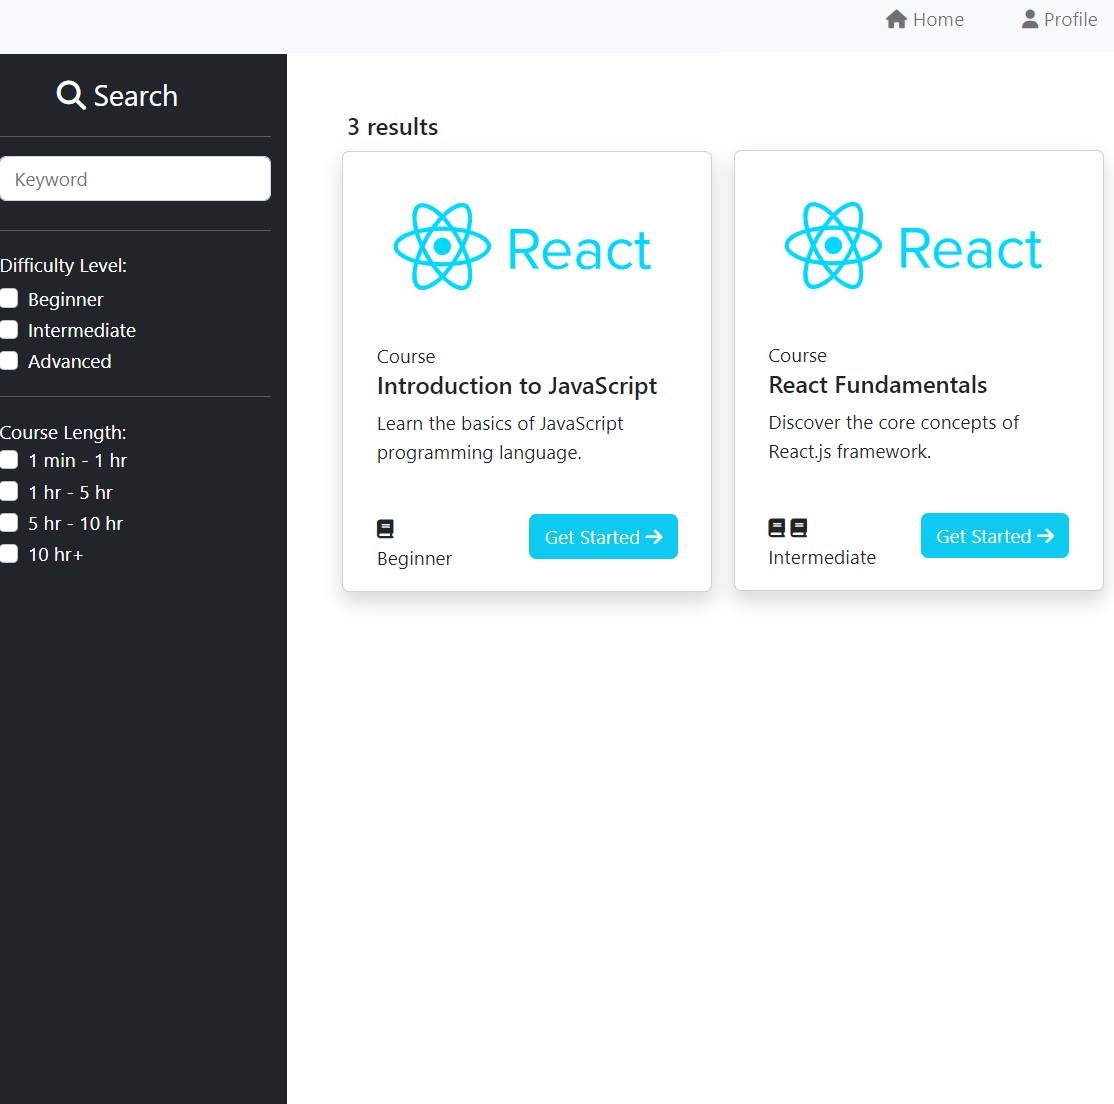 Home
Profile
Search
Keyword
Difficulty Level:
Beginner
Intermediate
Advanced
Course Length:
1 min - 1 hr
1 hr - 5 hr
5 hr - 10 hr
10 hr+
3 results
React
Course
Introduction to JavaScript
Learn the basics of JavaScript
programming language.
Beginner
Get Started
React
Course
React Fundamentals
Discover the core concepts of
React.js framework.
Intermediate
Get Started